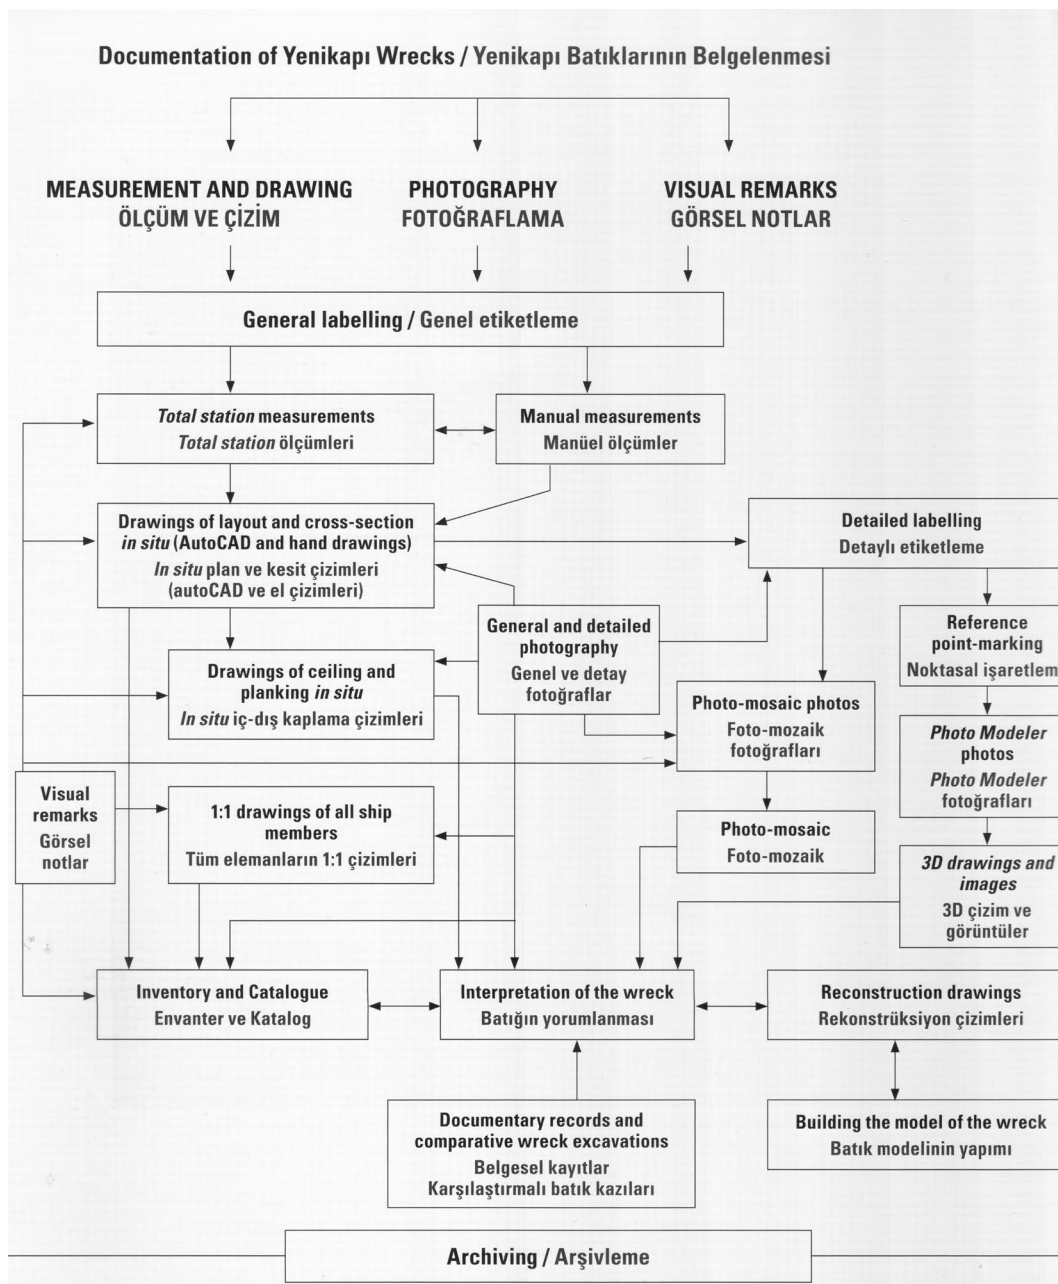 Documentation of Yenikapı Wrecks / Yenikapı Batıklarının Belgelenmesi
MEASUREMENT AND DRAWING
ÖLÇÜM VE ÇİZİM
PHOTOGRAPHY
FOTOĞRAFLAMA
VISUAL REMARKS
GÖRSEL NOTLAR
General labelling / Genel etiketleme
Total station measurements
Total station ölçümleri
Manual measurements
Manüel ölçümler
Drawings of layout and cross-section
in situ (AutoCAD and hand drawings)
In situ plan ve kesit çizimleri
(autoCAD ve el çizimleri)
Detailed labelling
Detaylı etiketleme
General and detailed
photography
Genel ve detay
fotoğraflar
Reference
point-marking
Noktasal işaretleme
Drawings of ceiling and
planking in situ
In situ iç-dış kaplama çizimleri
Photo-mosaic photos
Foto-mozaik
fotoğrafları
Photo Modeler
photos
Photo Modeler
fotoğrafları
Visual
remarks
Görsel
notlar
1:1 drawings of all ship
members
Tüm elemanların 1:1 çizimleri
Photo-mosaic
Foto-mozaik
3D drawings and
images
3D çizim ve
görüntüler
Inventory and Catalogue
Envanter ve Katalog
Interpretation of the wreck
Batığın yorumlanması
Reconstruction drawings
Rekonstrüksiyon çizimleri
Documentary records and
comparative wreck excavations
Belgesel kayıtlar
Karşılaştırmalı batık kazıları
Building the model of the wreck
Batık modelinin yapımı
Archiving / Arşivleme